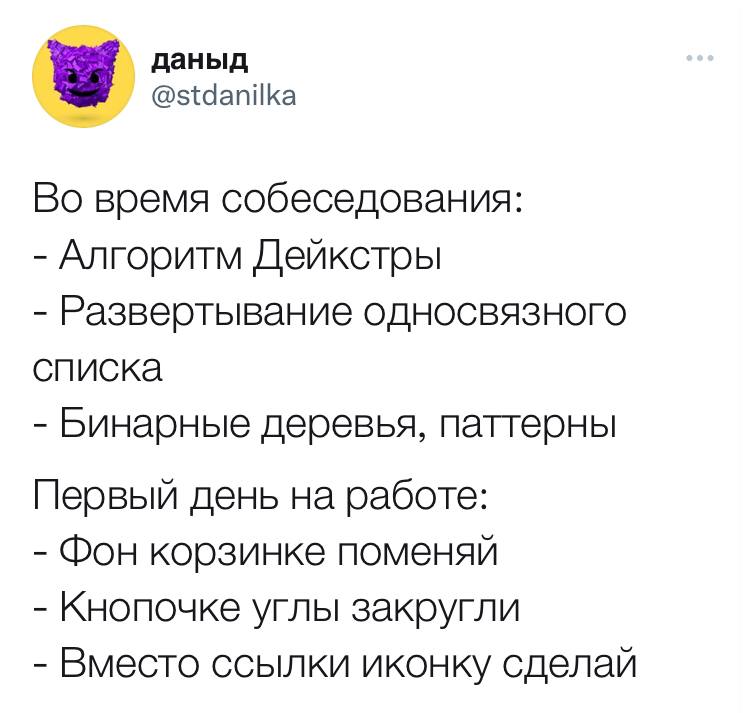 даныд
@stdanilka
Во время собеседования:
- Алгоритм Дейкстры
- Развертывание односвязного
списка
- Бинарные деревья, паттерны
Первый день на работе:
- Фон корзинке поменяй
- Кнопочке углы закругли
- Вместо ссылки иконку сделай